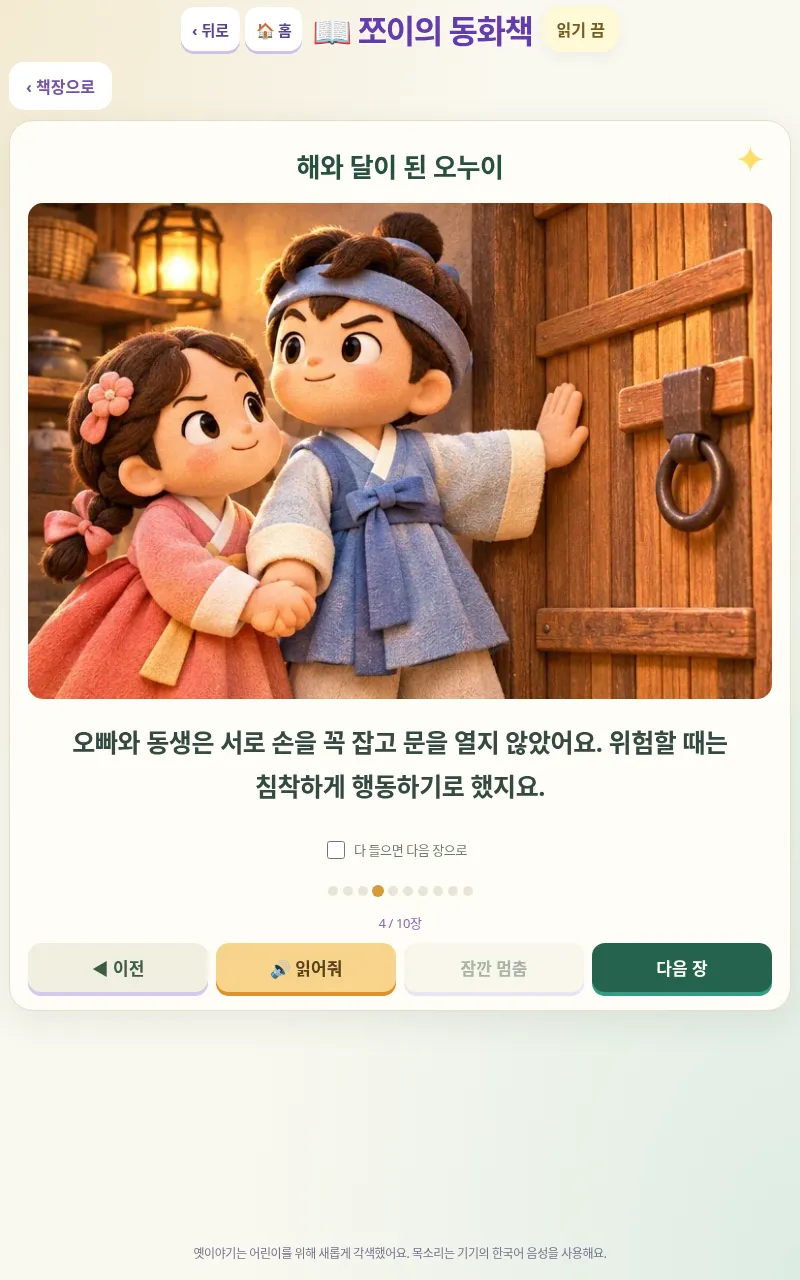 ‹ 뒤로
🏠 홈
📖 쪼이의 동화책
읽기 끔
‹ 책장으로
해와 달이 된 오누이
오빠와 동생은 서로 손을 꼭 잡고 문을 열지 않았어요. 위험할 때는
침착하게 행동하기로 했지요.
다 들으면 다음 장으로
4 / 10장
◀ 이전
🔊 읽어줘
잠깐 멈춤
다음 장
옛이야기는 어린이를 위해 새롭게 각색했어요. 목소리는 기기의 한국어 음성을 사용해요.